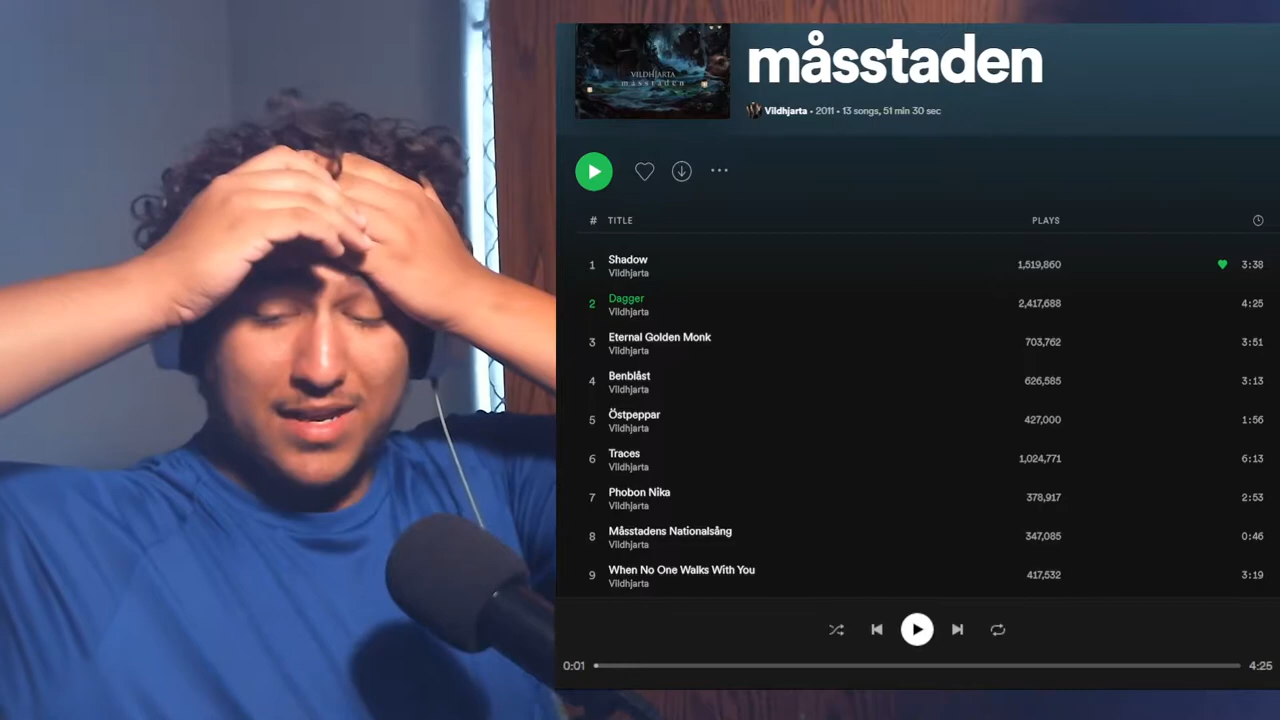 VILDHJARTA
måsstaden
måsstaden
Vildhjarta • 2011 • 13 songs, 51 min 30 sec
# TITLE PLAYS
1 Shadow 1,519,860 3:38
Vildhjarta
2 Dagger 2,417,688 4:25
Vildhjarta
3 Eternal Golden Monk 703,762 3:51
Vildhjarta
4 Benblåst 626,585 3:13
Vildhjarta
5 Östpeppar 427,000 1:56
Vildhjarta
6 Traces 1,024,771 6:13
Vildhjarta
7 Phobon Nika 378,917 2:53
Vildhjarta
8 Måsstadens Nationalsång 347,085 0:46
Vildhjarta
9 When No One Walks With You 417,532 3:19
Vildhjarta
0:01 4:25